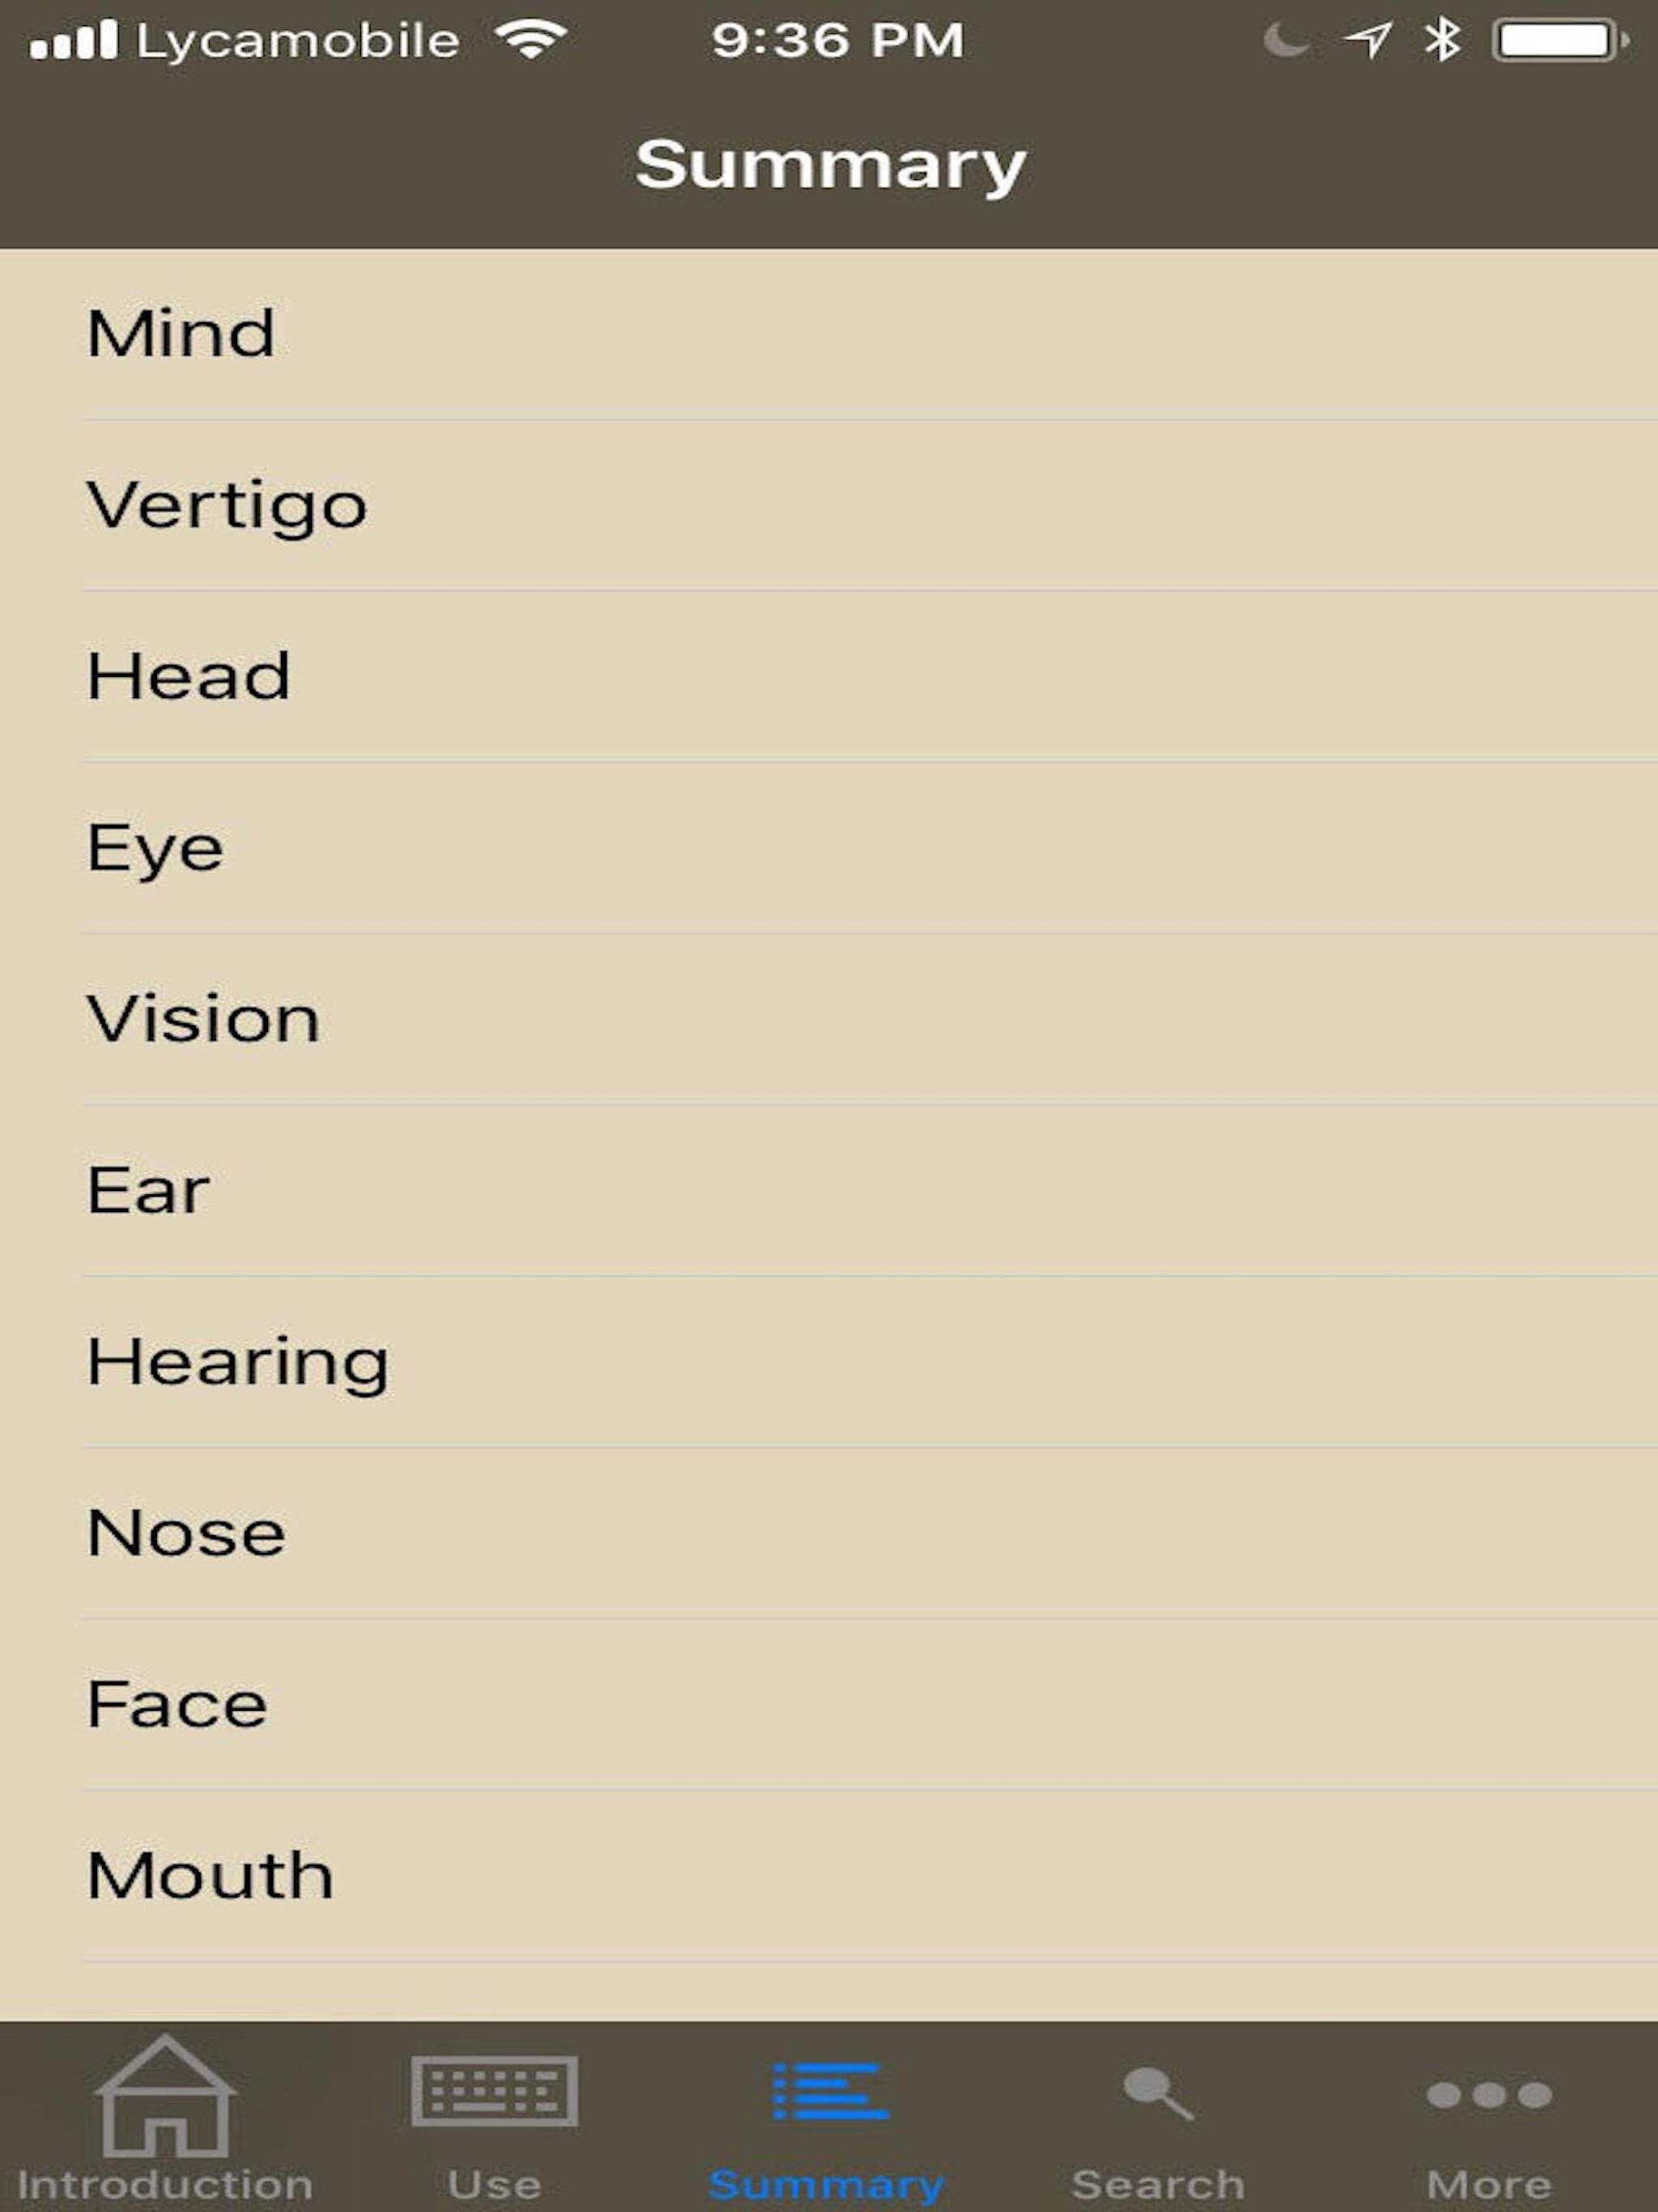 Lycamobile 9:36 PM
Summary
Mind
Vertigo
Head
Eye
Vision
Ear
Hearing
Nose
Face
Mouth
Introduction Use Summary Search More